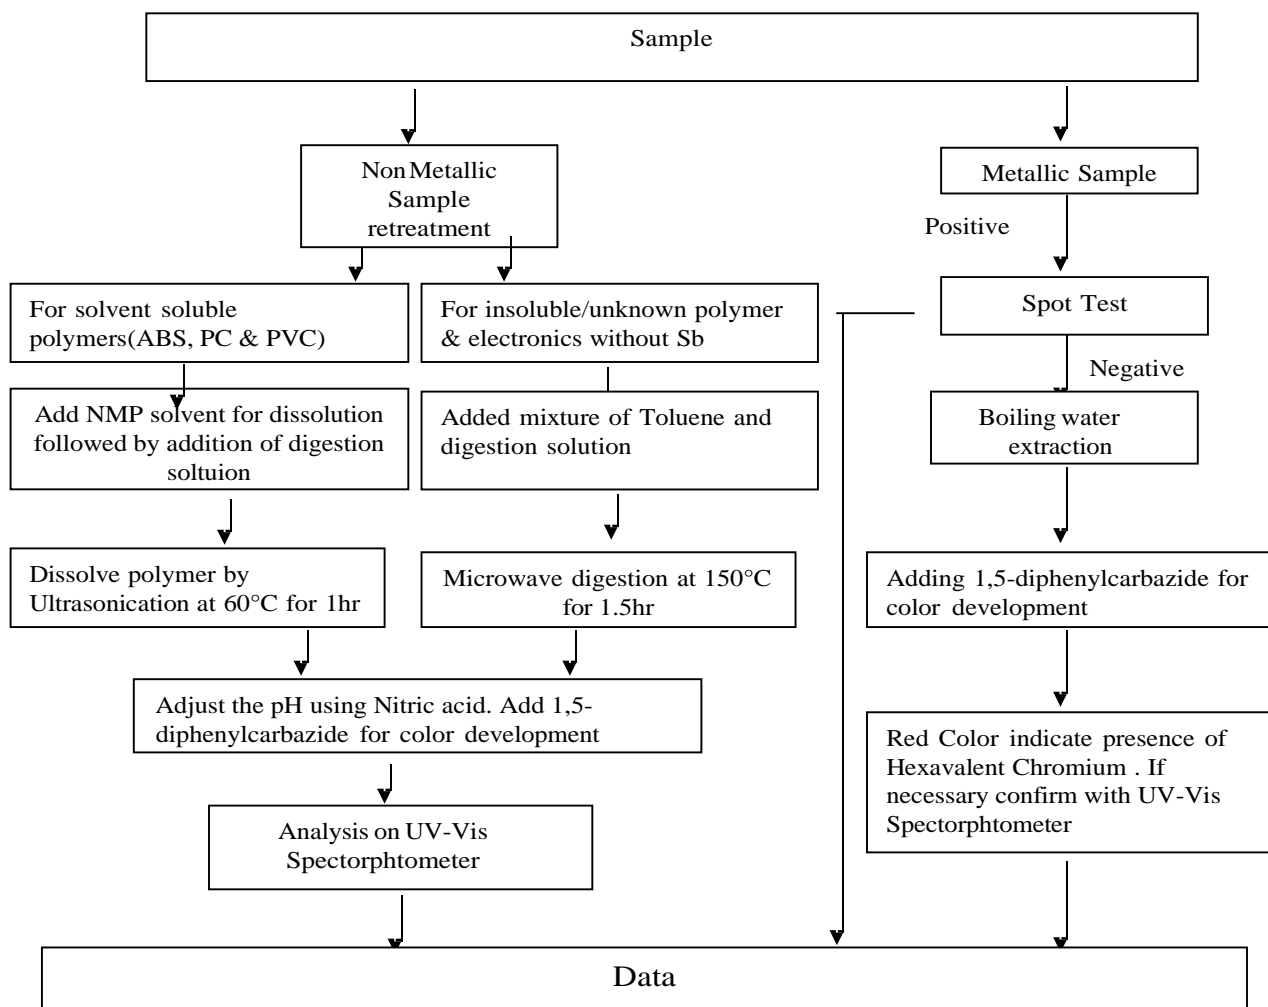 Sample
Non Metallic
Sample
retreatment
Metallic Sample
Positive
For solvent soluble
polymers(ABS, PC & PVC)
For insoluble/unknown polymer
& electronics without Sb
Spot Test
Negative
Add NMP solvent for dissolution
followed by addition of digestion
soltuion
Added mixture of Toluene and
digestion solution
Boiling water
extraction
Dissolve polymer by
Ultrasonication at 60°C for 1hr
Microwave digestion at 150°C
for 1.5hr
Adding 1,5-diphenylcarbazide for
color development
Adjust the pH using Nitric acid. Add 1,5-
diphenylcarbazide for color development
Red Color indicate presence of
Hexavalent Chromium . If
necessary confirm with UV-Vis
Spectorphtometer
Analysis on UV-Vis
Spectorphtometer
Data